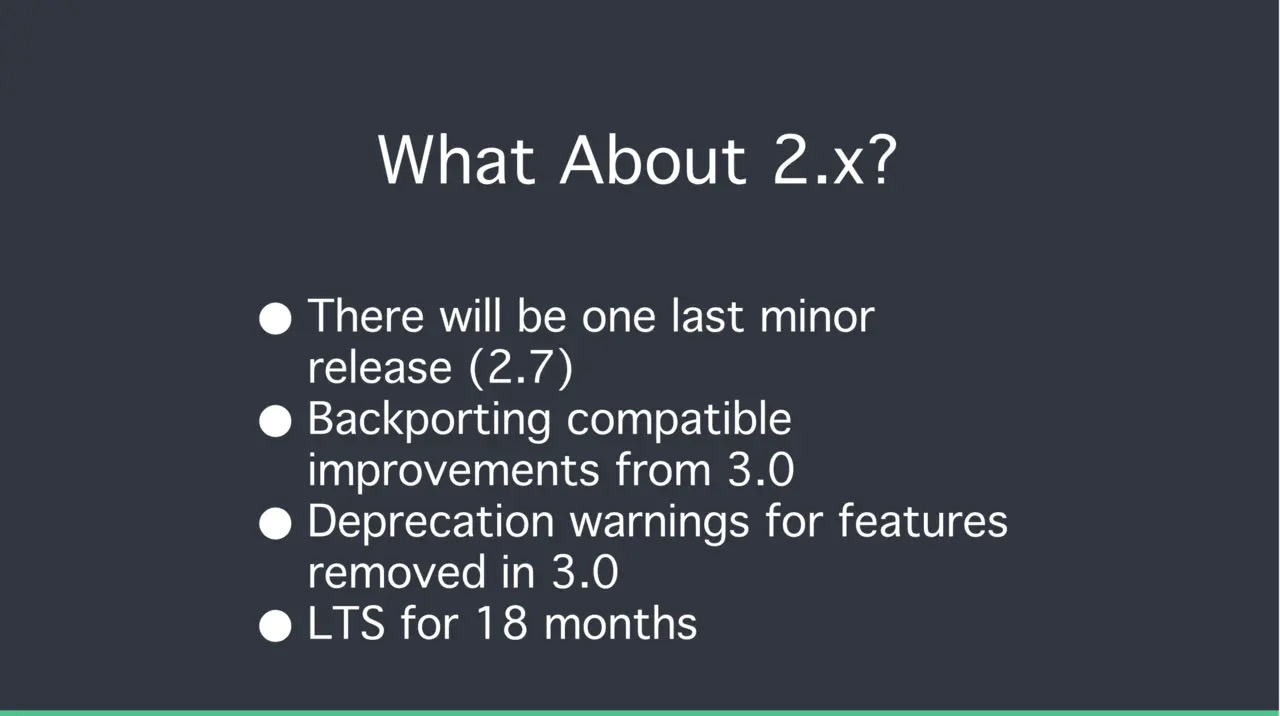 What About 2.x?
● There will be one last minor
release (2.7)
● Backporting compatible
improvements from 3.0
● Deprecation warnings for features
removed in 3.0
● LTS for 18 months